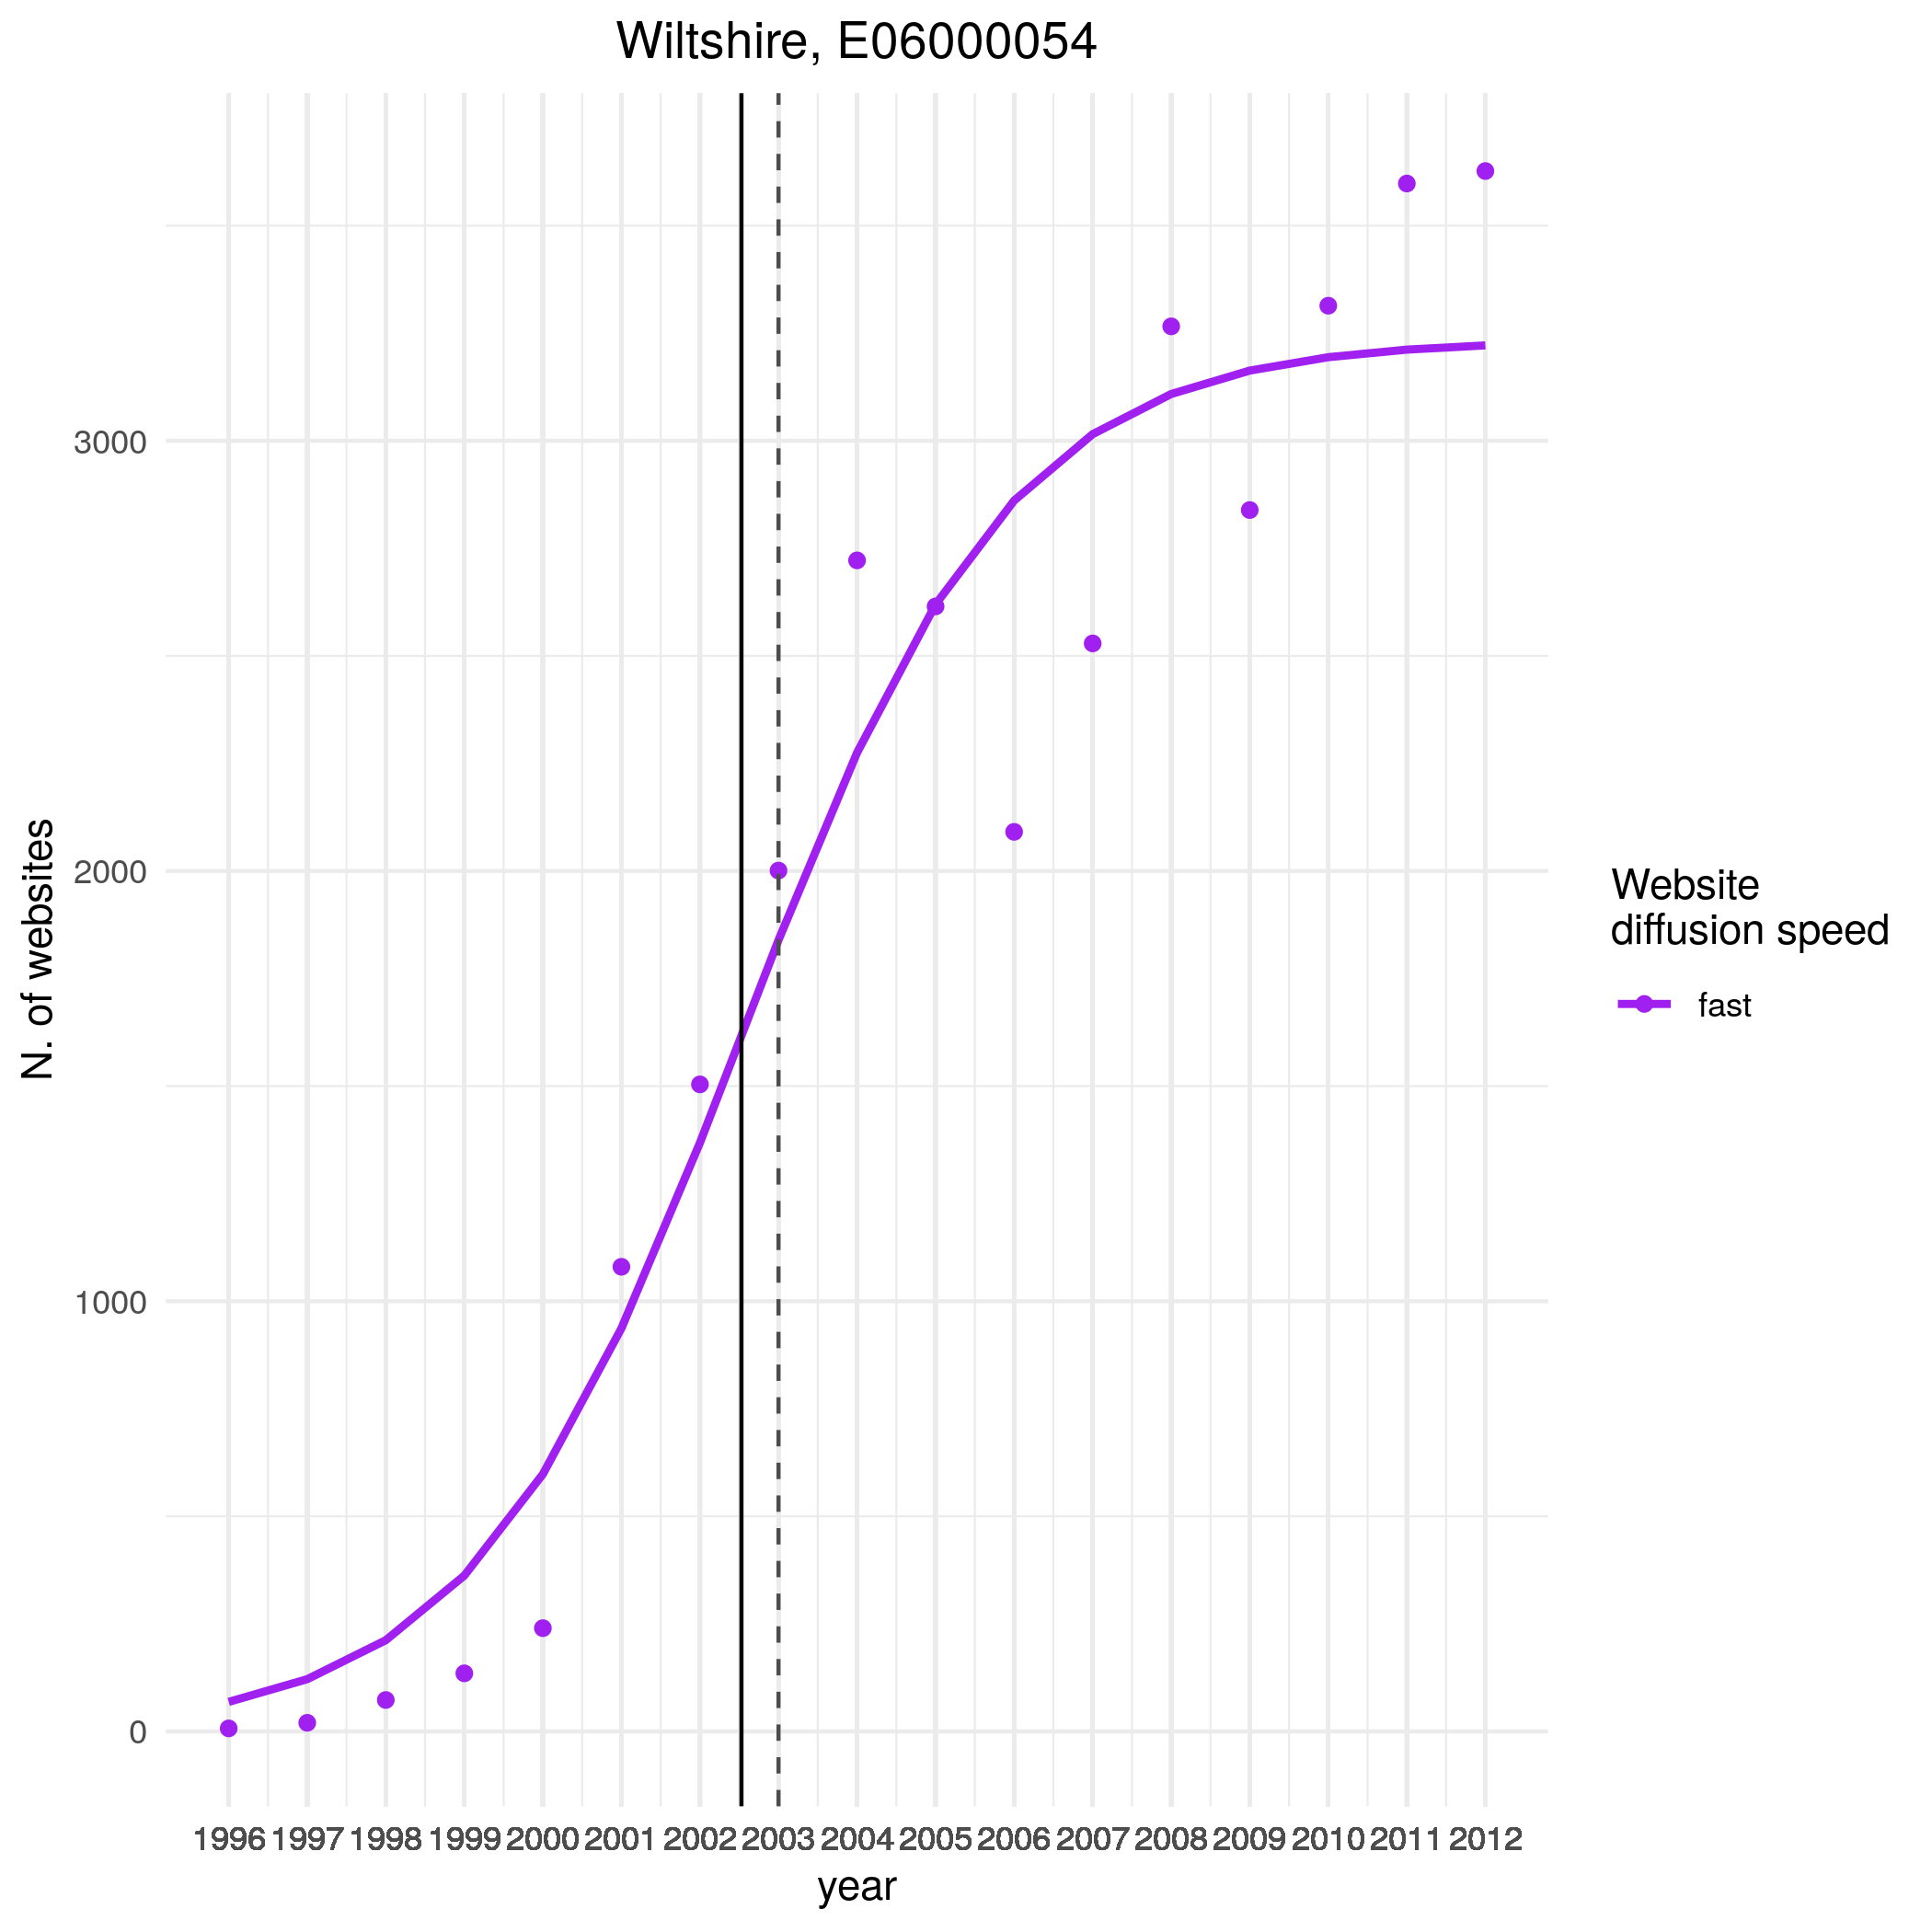 Wiltshire, E06000054
N. of websites
3000
2000
1000
0
1996 1997 1998 1999 2000 2001 2002 2003 2004 2005 2006 2007 2008 2009 2010 2011 2012
year
Website
diffusion speed
fast